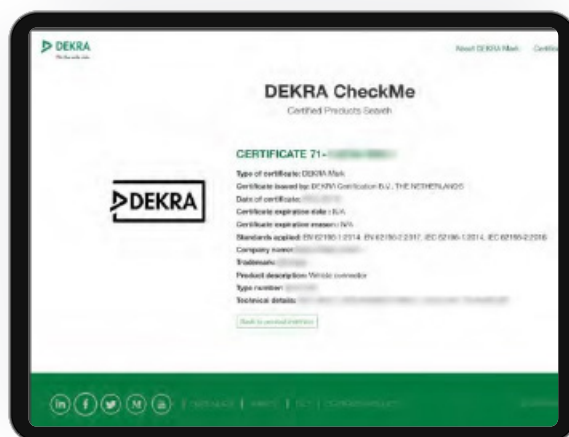 DEKRA
About DEKRA Mark
DEKRA CheckMe
Certified Products Search
CERTIFICATE 71-
Type of certificate: DEKRA Mark
Certificate issued by: DEKRA Certification B.V., THE NETHERLANDS
Date of certificate:
Certificate expiration date : N/A
Certificate expiration reason : N/A
Standards applied: EN 62196-1:2014, EN 62196-2:2017, IEC 62196-1:2014, IEC 62196-2:2016
Company name:
Trademark:
Product description: Vehicle connector
Type number:
Technical details:
DEKRA